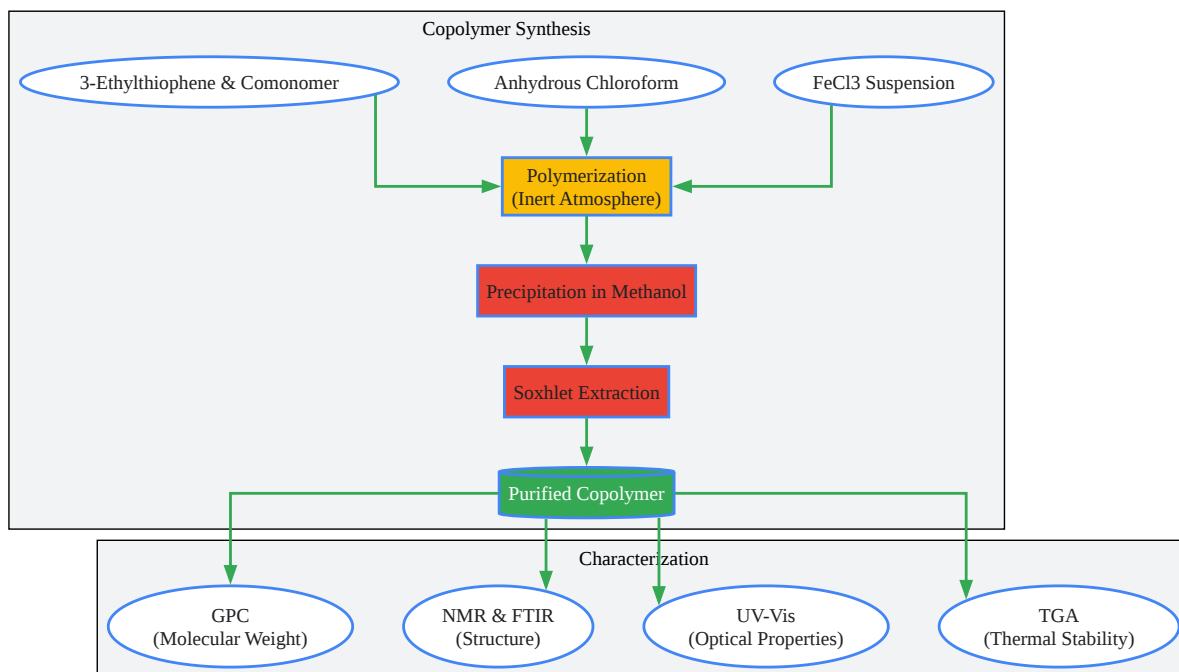 Copolymer Synthesis
3-Ethylthiophene & Comonomer
Anhydrous Chloroform
FeCl3 Suspension
Polymerization
(Inert Atmosphere)
Precipitation in Methanol
Soxhlet Extraction
Purified Copolymer
Characterization
GPC
(Molecular Weight)
NMR & FTIR
(Structure)
UV-Vis
(Optical Properties)
TGA
(Thermal Stability)